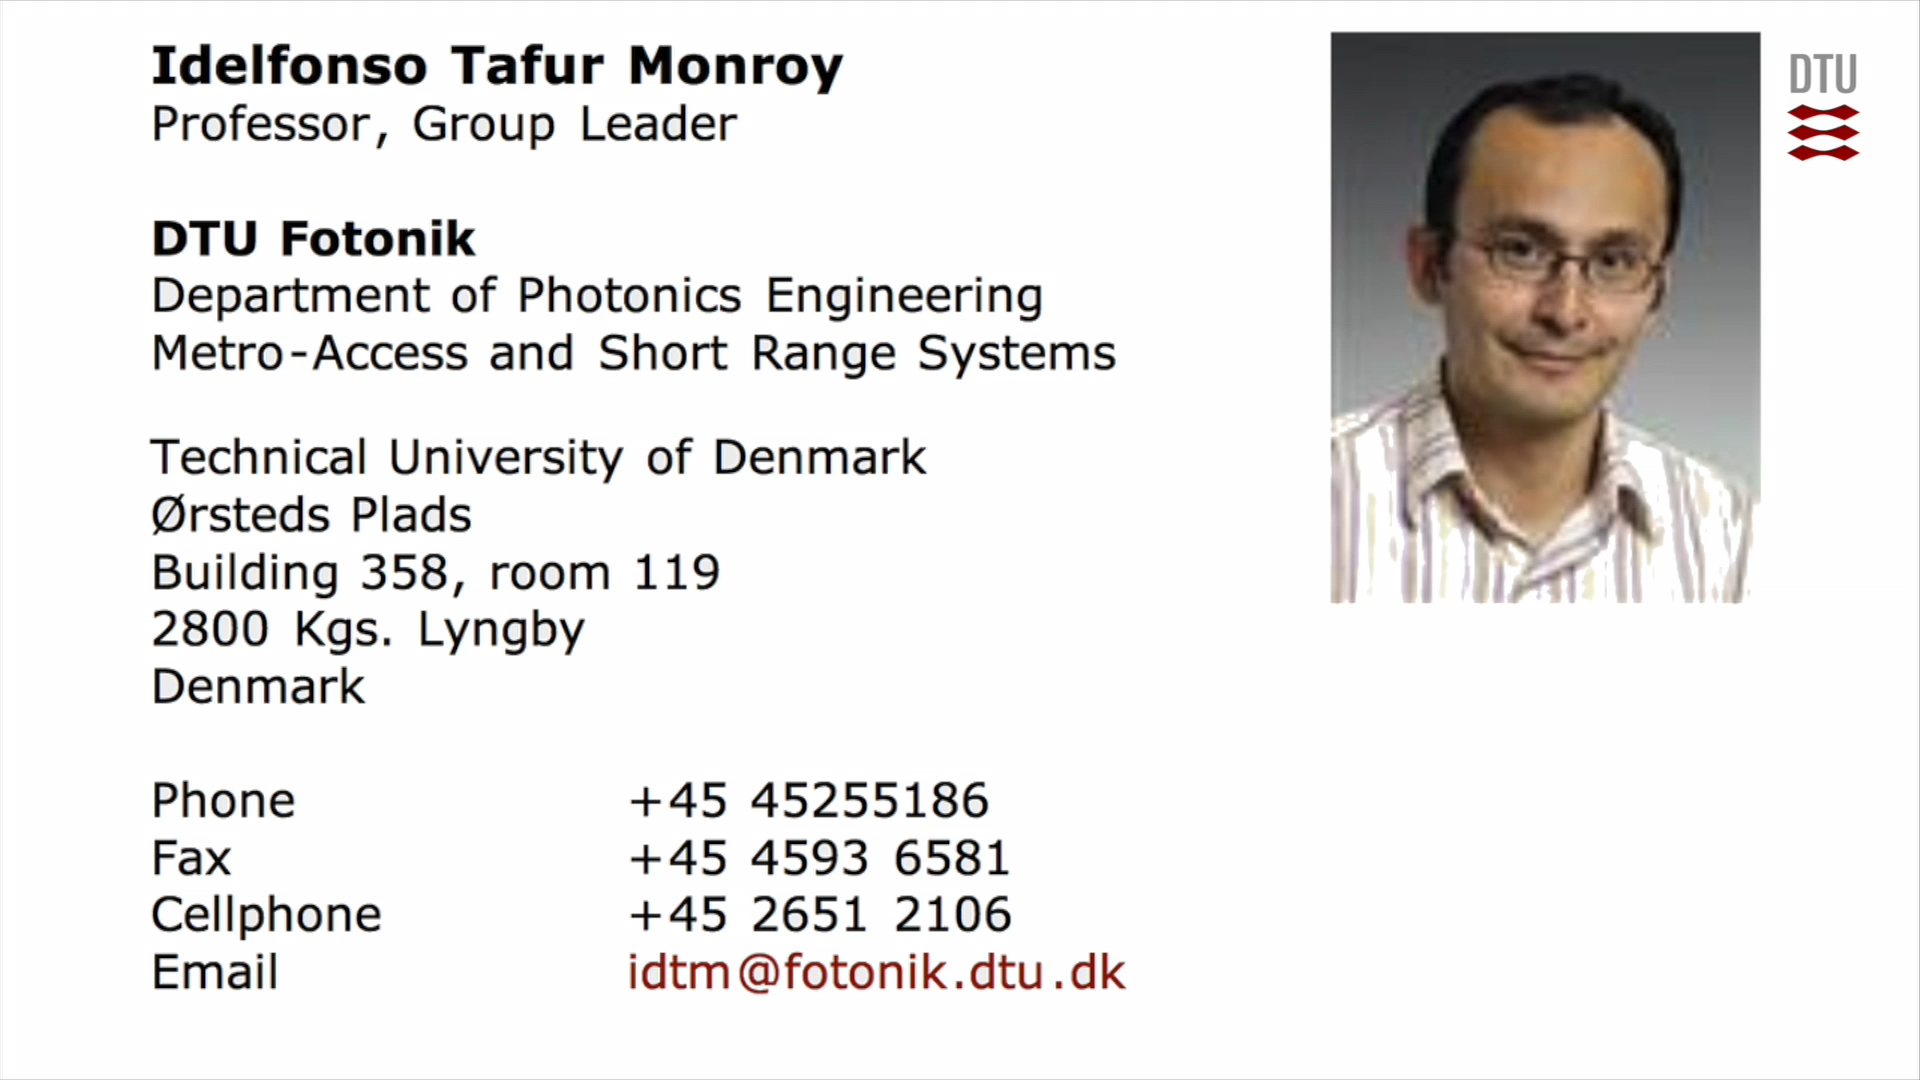 Idelfonso Tafur Monroy
Professor, Group Leader
DTU Fotonik
Department of Photonics Engineering
Metro-Access and Short Range Systems
Technical University of Denmark
Ørsteds Plads
Building 358, room 119
2800 Kgs. Lyngby
Denmark
Phone +45 45255186
Fax +45 4593 6581
Cellphone +45 2651 2106
Email idtm@fotonik.dtu.dk
DTU